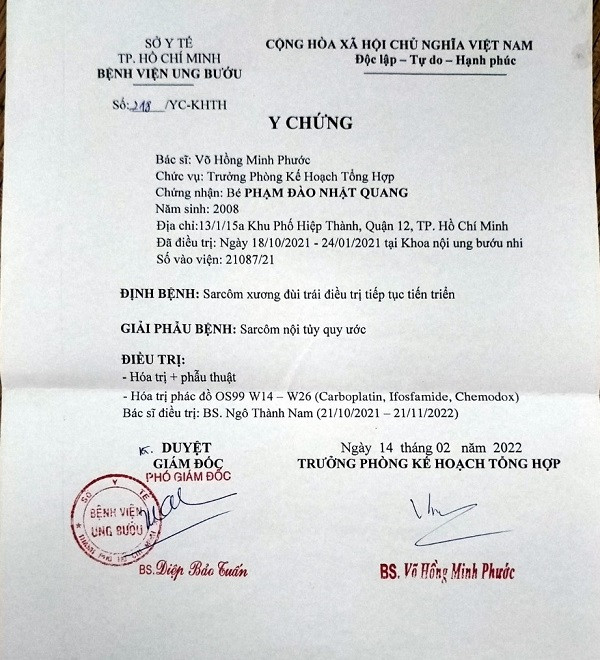 SỞ Y TẾ
TP. HỒ CHÍ MINH
BỆNH VIỆN UNG BƯỚU
CỘNG HÒA XÃ HỘI CHỦ NGHĨA VIỆT NAM
Độc lập – Tự do – Hạnh phúc
Số: 218 /YC-KHTH
Y CHỨNG
Bác sĩ: Võ Hồng Minh Phước
Chức vụ: Trưởng Phòng Kế Hoạch Tổng Hợp
Chứng nhận: Bé PHẠM ĐÀO NHẬT QUANG
Năm sinh: 2008
Địa chỉ:13/1/15a Khu Phố Hiệp Thành, Quận 12, TP. Hồ Chí Minh
Đã điều trị: Ngày 18/10/2021 - 24/01/2021 tại Khoa nội ung bướu nhi
Số vào viện: 21087/21
ĐỊNH BỆNH: Sarcôm xương đùi trái điều trị tiếp tục tiến triển
GIẢI PHẪU BỆNH: Sarcôm nội tủy quy ước
ĐIỀU TRỊ:
- Hóa trị + phẫu thuật
- Hóa trị phác đồ OS99 W14 – W26 (Carboplatin, Ifosfamide, Chemodox)
Bác sĩ điều trị: BS. Ngô Thành Nam (21/10/2021 – 21/11/2022)
K. DUYỆT
GIÁM ĐỐC
PHÓ GIÁM ĐỐC
SỞ Y TẾ
BỆNH VIỆN
UNG BƯỚU
THÀNH PHỐ HỒ CHÍ MINH
BS. Diệp Bảo Tuấn
Ngày 14 tháng 02 năm 2022
TRƯỞNG PHÒNG KẾ HOẠCH TỔNG HỢP
BS. Võ Hồng Minh Phước